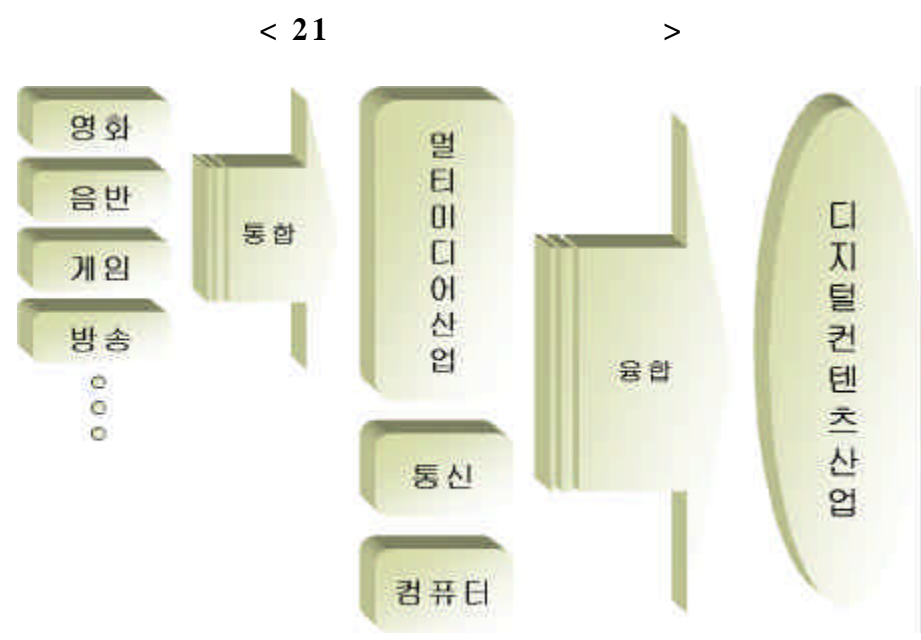 < 21 >
영화
음반
게임
방송
통합
멀티미디어산업
통신
컴퓨터
융합
디지털컨텐츠산업